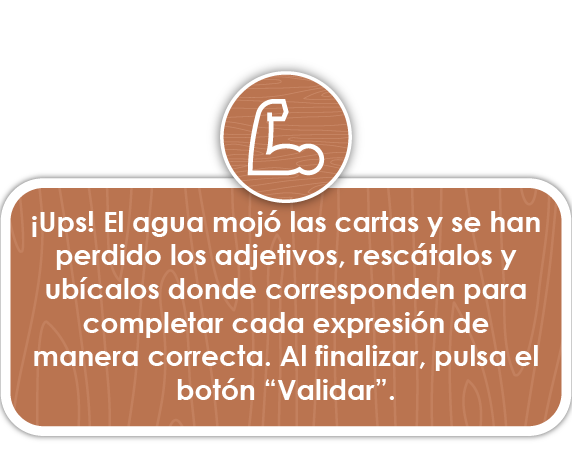 ¡Ups! El agua mojó las cartas y se han
perdido los adjetivos, rescátalos y
ubícalos donde corresponden para
completar cada expresión de
manera correcta. Al finalizar, pulsa el
botón “Validar”.